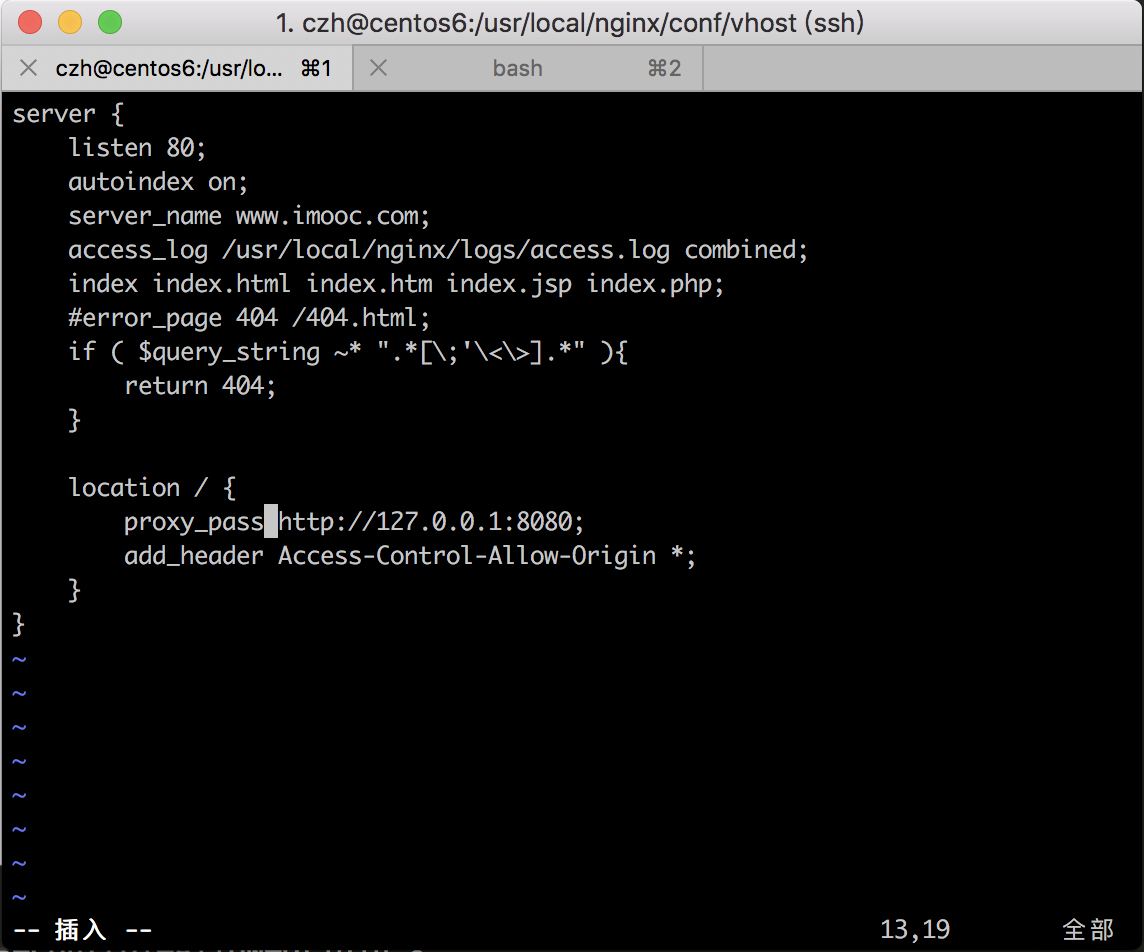 1. czh@centos6:/usr/local/nginx/conf/vhost (ssh)
czh@centos6:/usr/lo... ⌘1 bash ⌘2
server {
    listen 80;
    autoindex on;
    server_name www.imooc.com;
    access_log /usr/local/nginx/logs/access.log combined;
    index index.html index.htm index.jsp index.php;
    #error_page 404 /404.html;
    if ( $query_string ~* ".*[\;'\<\>].*" ){
        return 404;
    }

    location / {
        proxy_pass http://127.0.0.1:8080;
        add_header Access-Control-Allow-Origin *;
    }
}
~
~
~
~
~
~
~
~
-- 插入 -- 13,19 全部